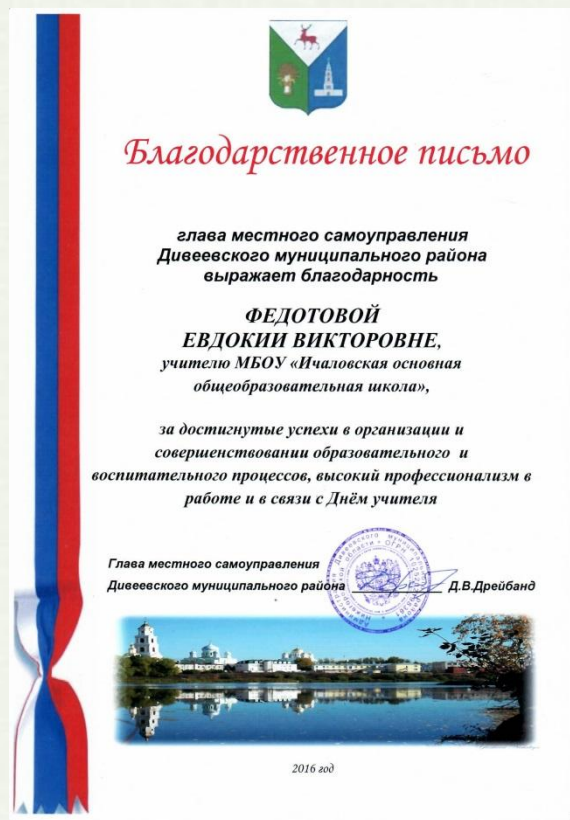 Благодарственное письмо
глава местного самоуправления
Дивеевского муниципального района
выражает благодарность
ФЕДОТОВОЙ
ЕВДОКИИ ВИКТОРОВНЕ,
учителю МБОУ «Ичаловская основная
общеобразовательная школа»,
за достигнутые успехи в организации и
совершенствовании образовательного и
воспитательного процессов, высокий профессионализм в
работе и в связи с Днём учителя
Глава местного самоуправления
Дивеевского муниципального района Д.В.Дрейбанд
2016 год